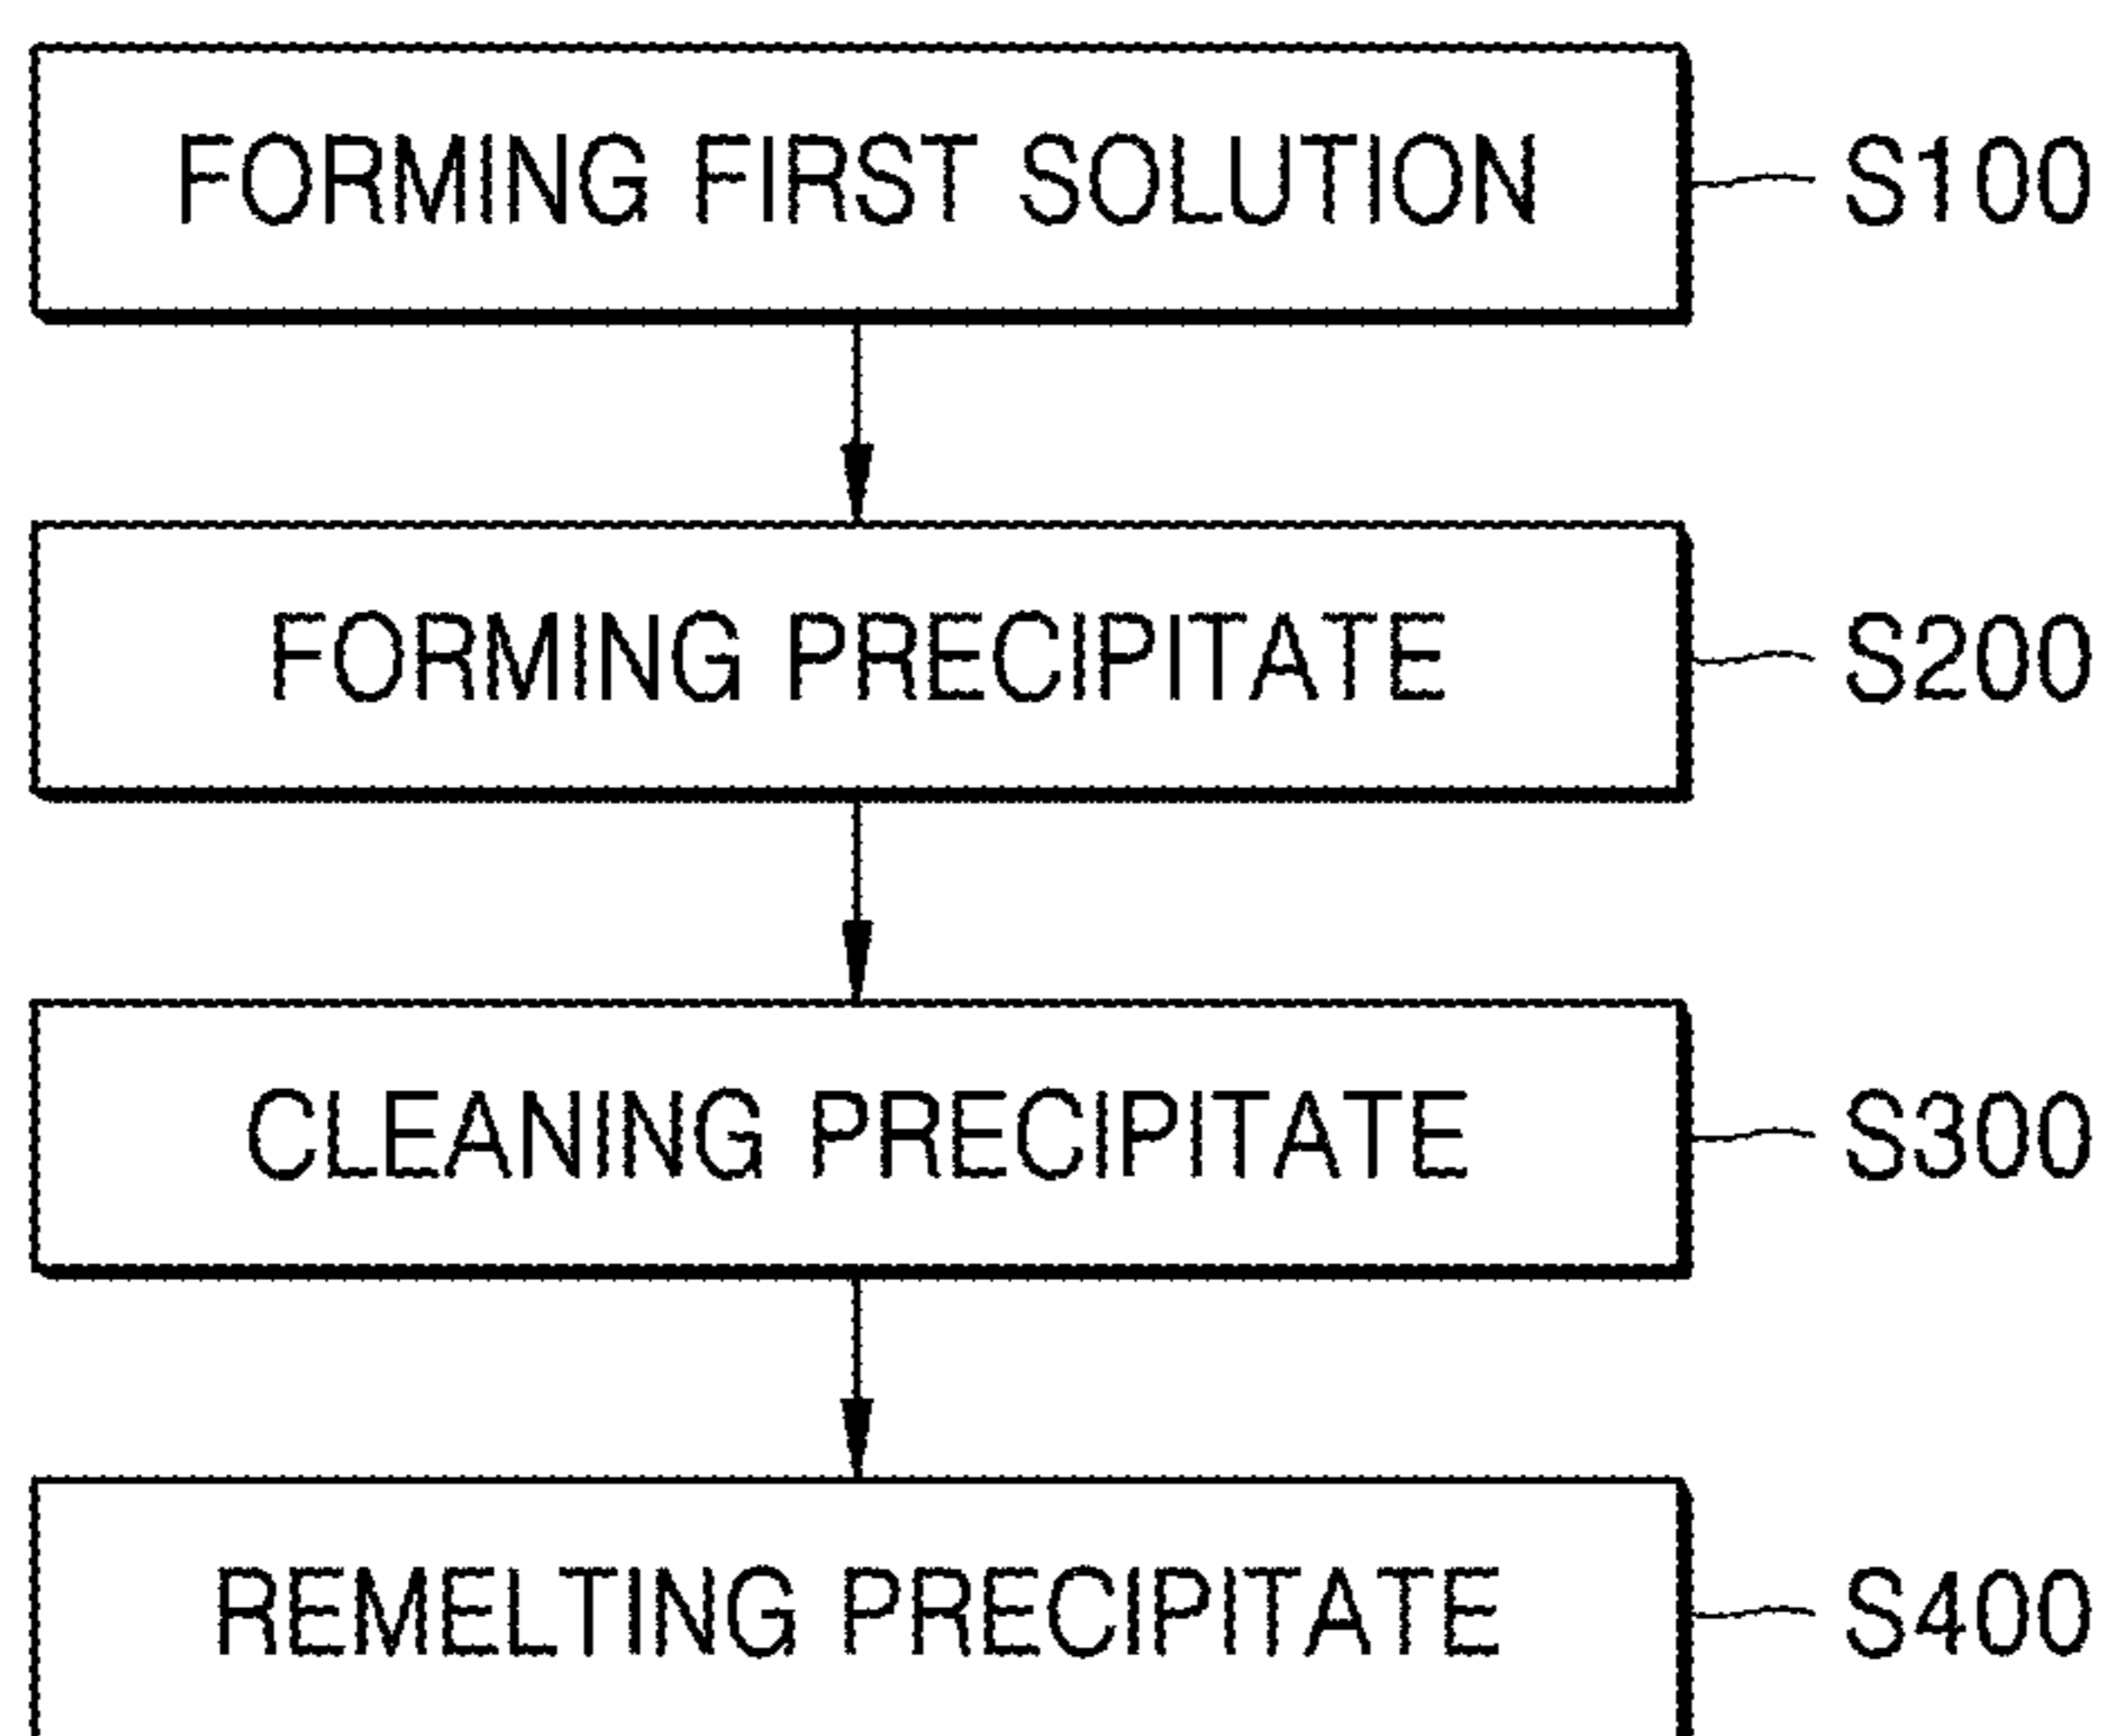 FORMING FIRST SOLUTION S100
FORMING PRECIPITATE S200
CLEANING PRECIPITATE S300
REMELTING PRECIPITATE S400